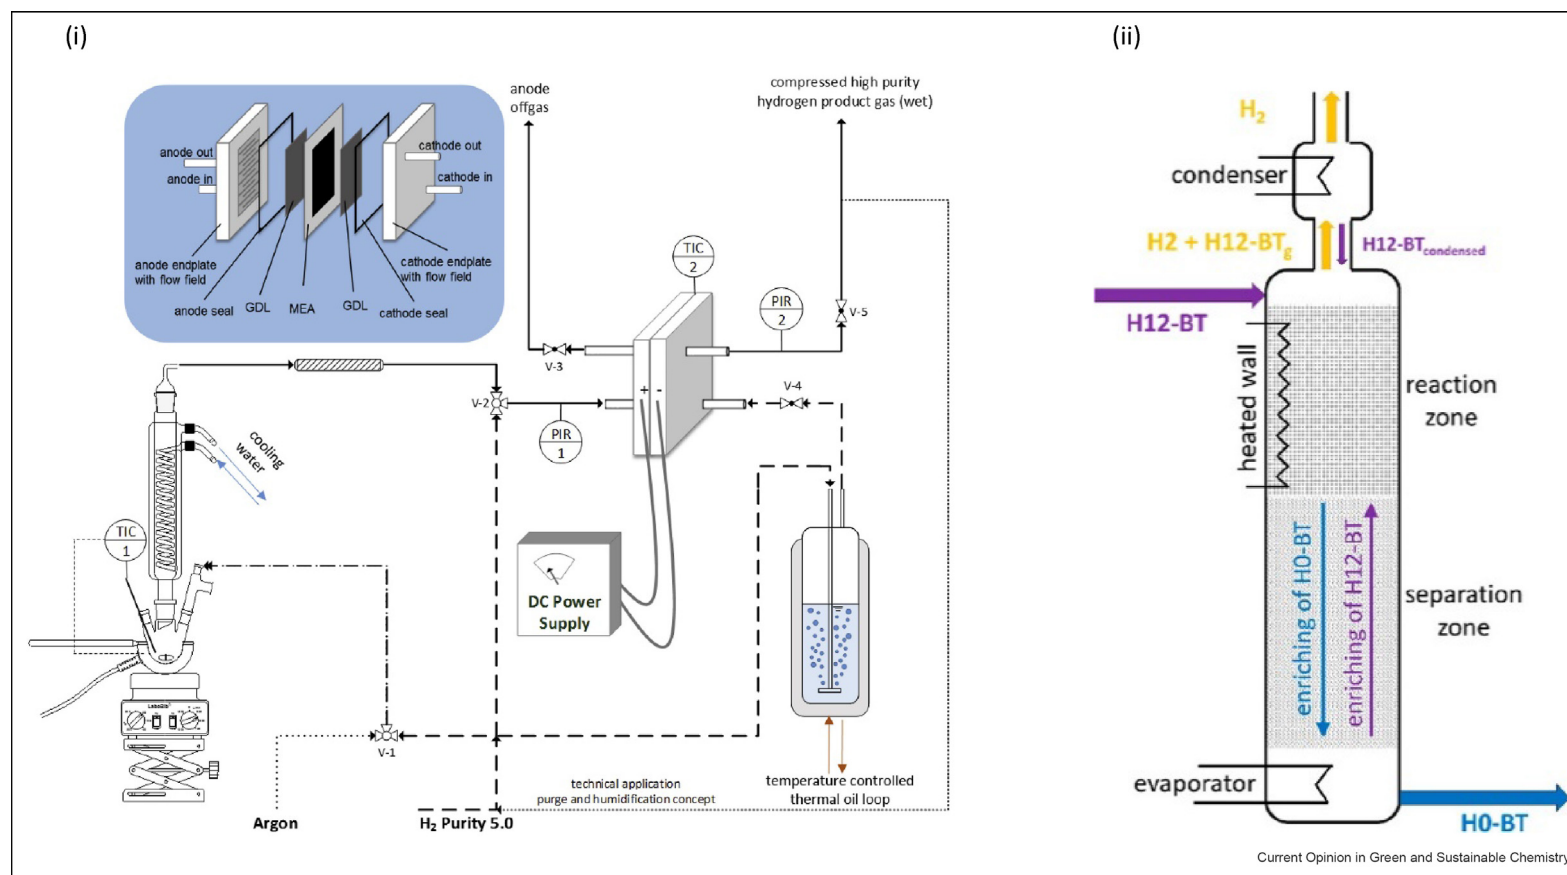 (i)
anode
offgas
compressed high purity
hydrogen product gas (wet)
anode out
anode in
cathode out
cathode in
anode endplate
with flow field
cathode endplate
with flow field
anode seal
GDL
MEA
GDL
cathode seal
TIC
2
PIR
2
V-5
V-3
V-4
V-2
+
-
PIR
1
cooling
water
TIC
1
DC Power
Supply
V-1
technical application
purge and humidification concept
temperature controlled
thermal oil loop
Argon
H₂ Purity 5.0
(ii)
H₂
condenser
H2 + H12-BTg
H12-BTcondensed
H12-BT
heated wall
reaction
zone
enriching of H0-BT
enriching of H12-BT
separation
zone
evaporator
H0-BT
Current Opinion in Green and Sustainable Chemistry